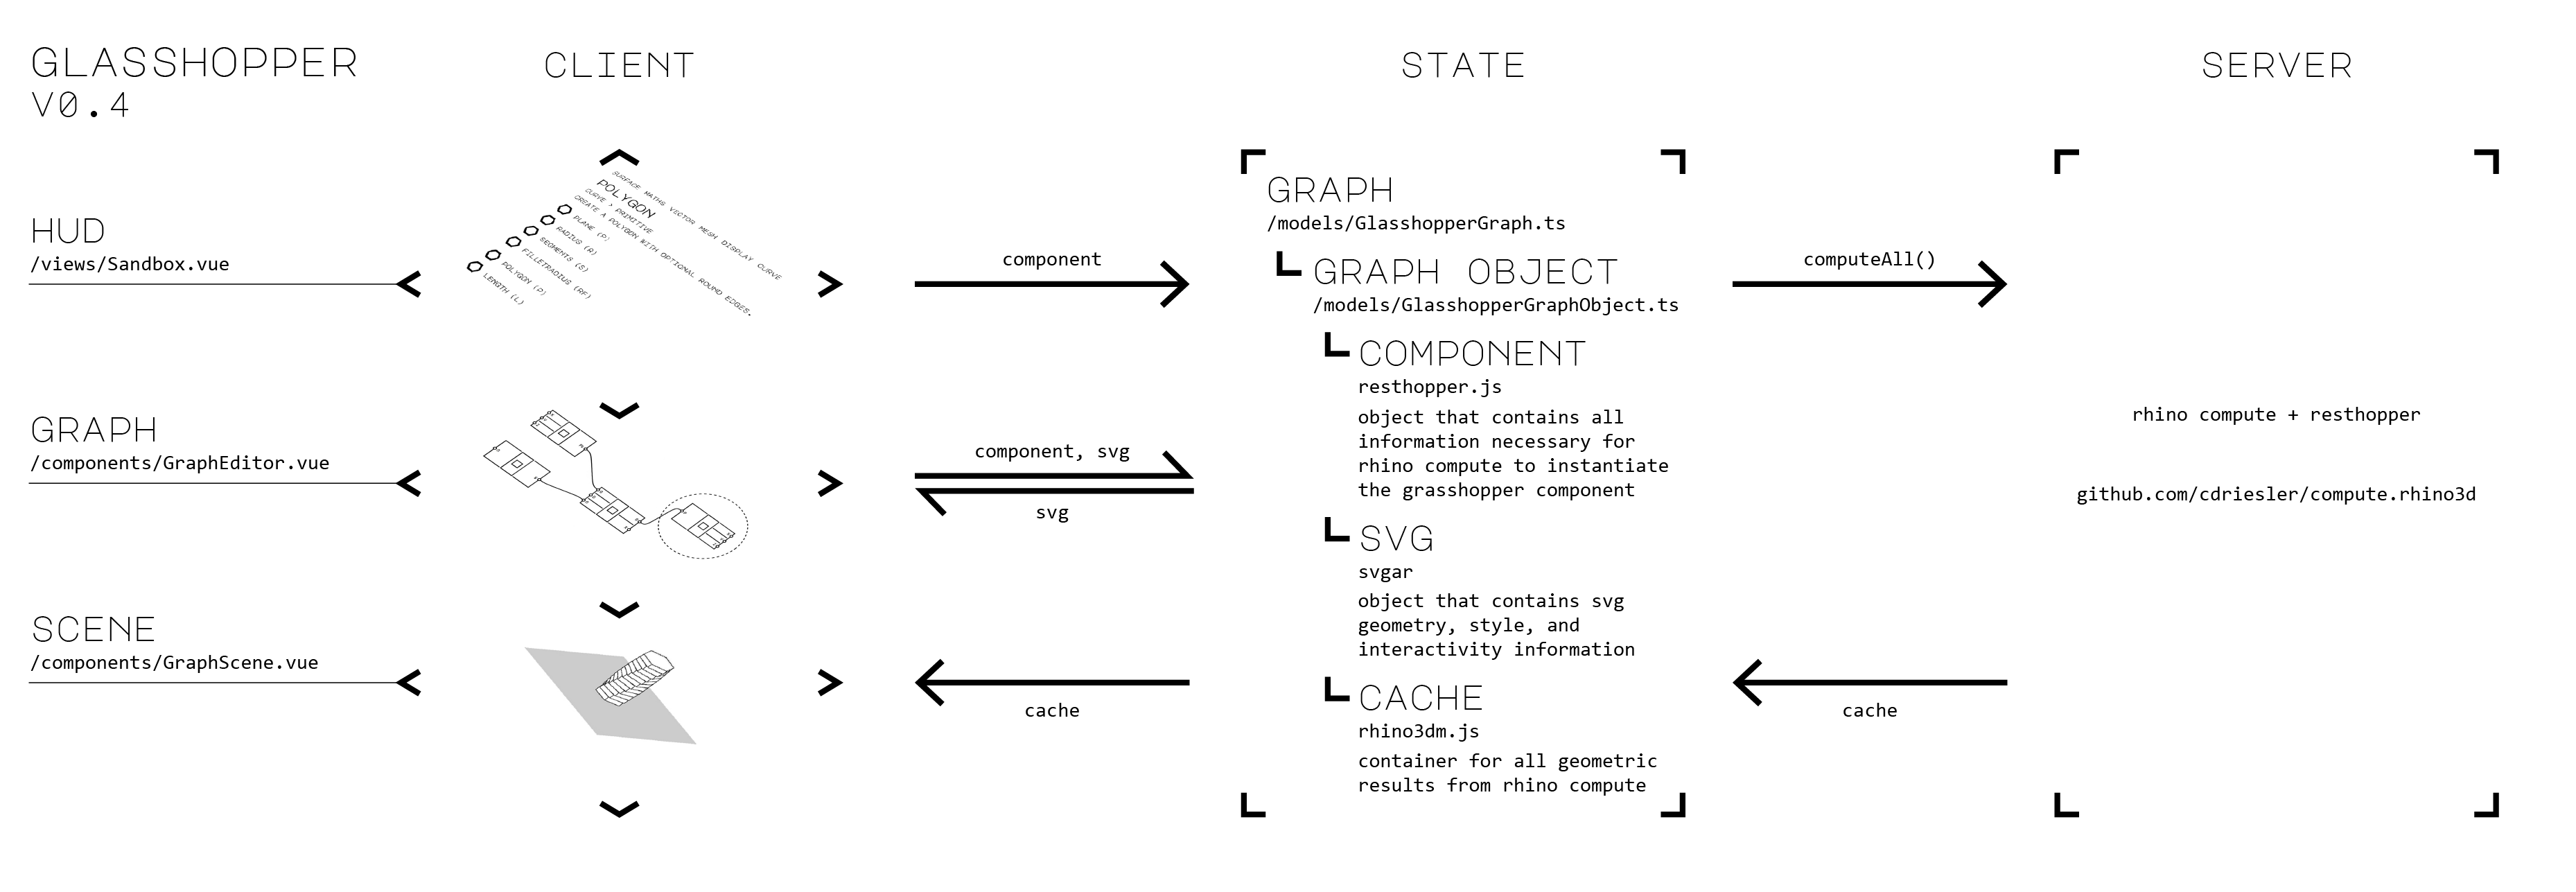 GLASSHOPPER
V0.4
CLIENT
STATE
SERVER
HUD
/views/Sandbox.vue
SURFACE MATHS VECTOR MESH DISPLAY CURVE
POLYGON
CURVE > PRIMITIVE
CREATE A POLYGON WITH OPTIONAL ROUND EDGES.
PLANE (P)
RADIUS (R)
SEGMENTS (S)
FILLETRADIUS (RF)
POLYGON (P)
LENGTH (L)
component
GRAPH
/models/GlasshopperGraph.ts
GRAPH OBJECT
/models/GlasshopperGraphObject.ts
COMPONENT
resthopper.js
object that contains all
information necessary for
rhino compute to instantiate
the grasshopper component
SVG
svgar
object that contains svg
geometry, style, and
interactivity information
CACHE
rhino3dm.js
container for all geometric
results from rhino compute
computeAll()
rhino compute + resthopper
github.com/cdriesler/compute.rhino3d
GRAPH
/components/GraphEditor.vue
component, svg
svg
SCENE
/components/GraphScene.vue
cache
cache